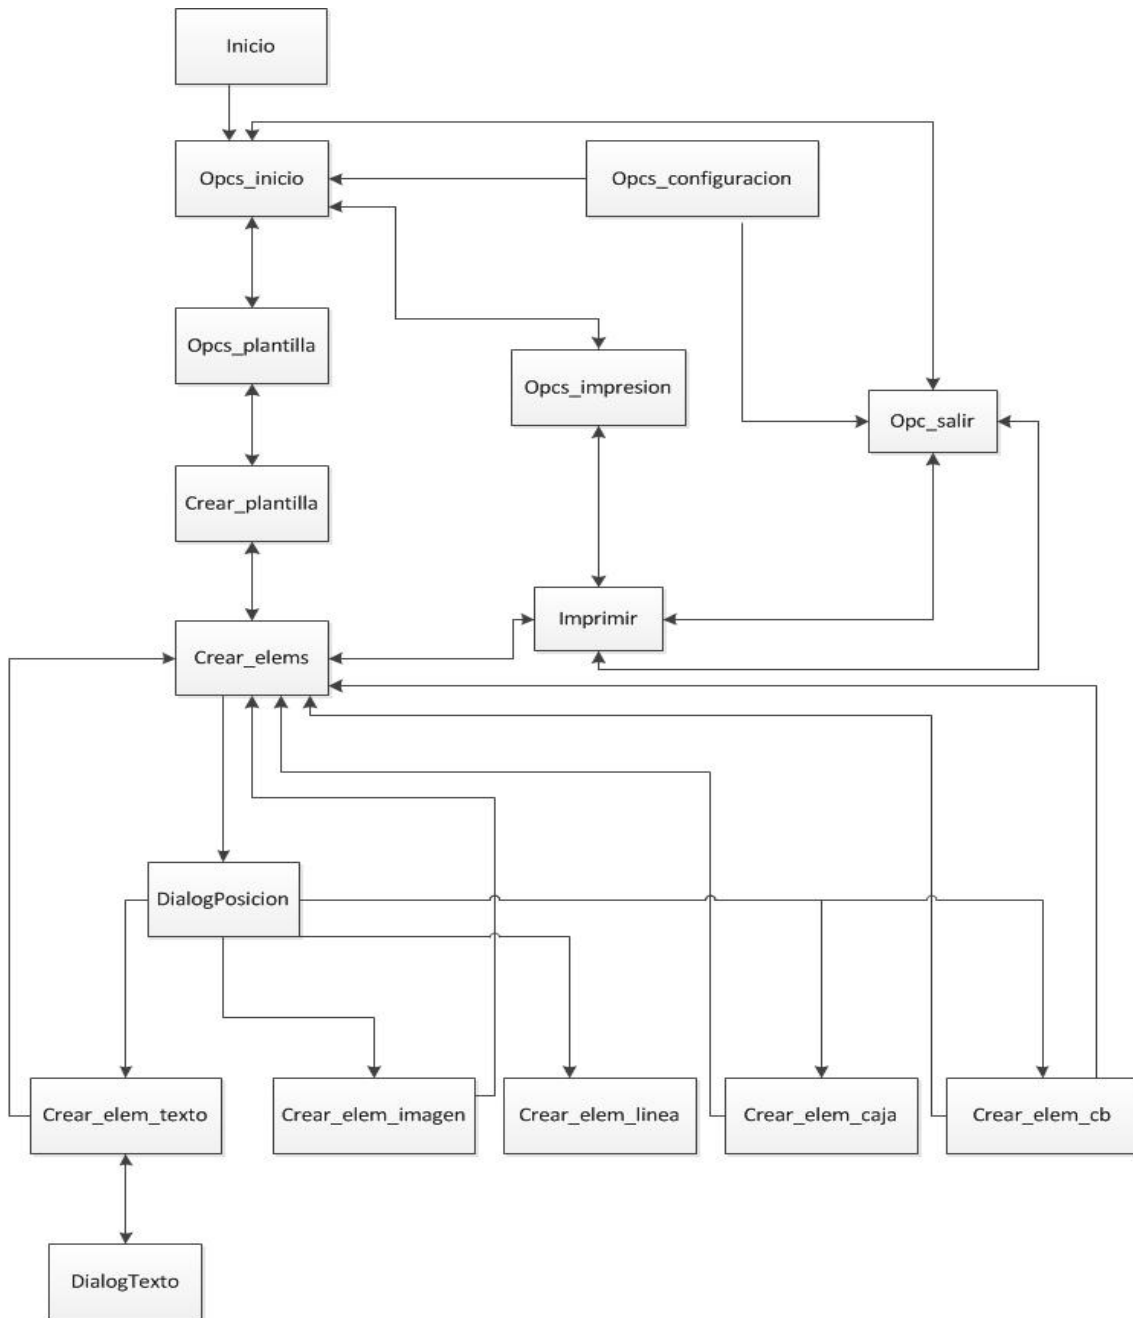 Inicio
Opcs_inicio
Opcs_configuracion
Opcs_plantilla
Opcs_impresion
Opc_salir
Crear_plantilla
Imprimir
Crear_elems
DialogPosicion
Crear_elem_texto
Crear_elem_imagen
Crear_elem_linea
Crear_elem_caja
Crear_elem_cb
DialogTexto